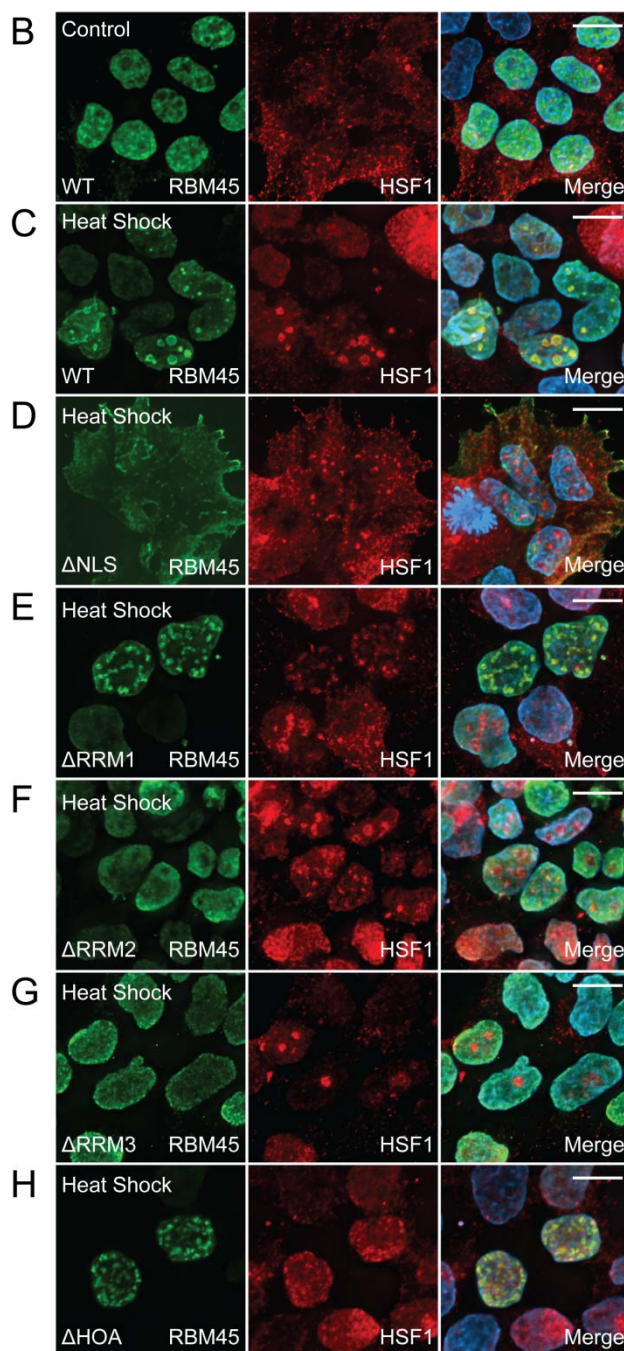 B
Control
WT
RBM45
HSF1
Merge
C
Heat Shock
WT
RBM45
HSF1
Merge
D
Heat Shock
ΔNLS
RBM45
HSF1
Merge
E
Heat Shock
ΔRRM1
RBM45
HSF1
Merge
F
Heat Shock
ΔRRM2
RBM45
HSF1
Merge
G
Heat Shock
ΔRRM3
RBM45
HSF1
Merge
H
Heat Shock
ΔHOA
RBM45
HSF1
Merge